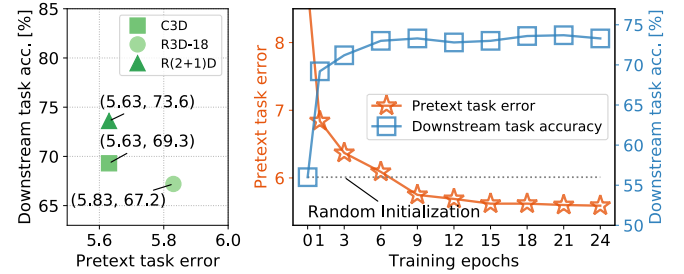 Downstream task acc. [%]
85
80
75
70
65
C3D
R3D-18
R(2+1)D
(5.63, 73.6)
(5.63, 69.3)
(5.83, 67.2)
5.6
5.8
6.0
Pretext task error
Pretext task error
8
7
6
Pretext task error
Downstream task accuracy
Random Initialization
0 1 3 6 9 12 15 18 21 24
Training epochs
75
70
65
60
55
50
Downstream task acc. [%]